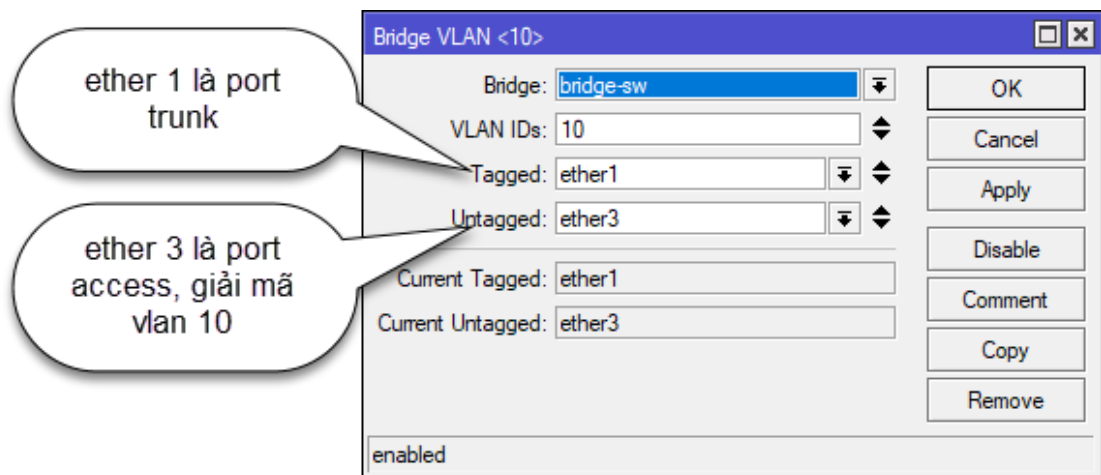 ether 1 là port
trunk
ether 3 là port
access, giải mã
vlan 10
Bridge VLAN <10>
Bridge: bridge-sw
VLAN IDs: 10
Tagged: ether1
Untagged: ether3
Current Tagged: ether1
Current Untagged: ether3
OK
Cancel
Apply
Disable
Comment
Copy
Remove
enabled